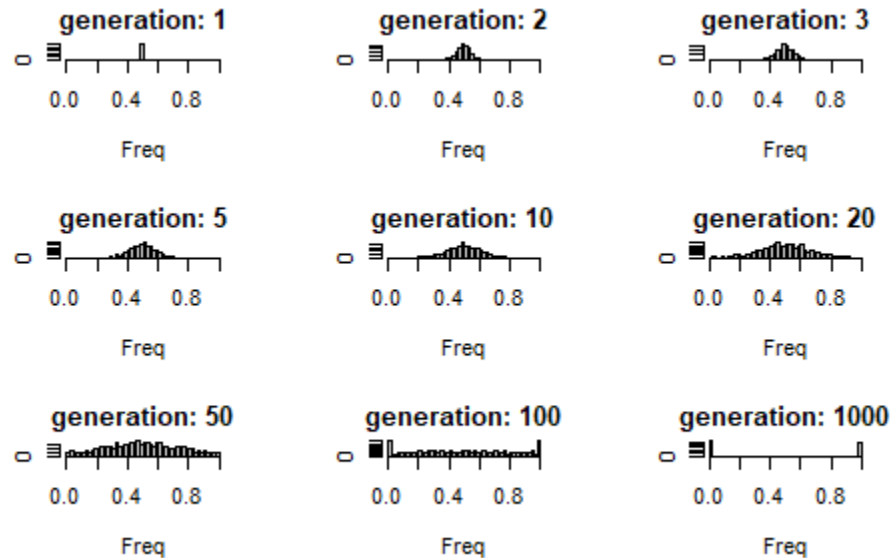 generation: 1
0
0.0 0.4 0.8
Freq
generation: 2
0
0.0 0.4 0.8
Freq
generation: 3
0
0.0 0.4 0.8
Freq
generation: 5
0
0.0 0.4 0.8
Freq
generation: 10
0
0.0 0.4 0.8
Freq
generation: 20
0
0.0 0.4 0.8
Freq
generation: 50
0
0.0 0.4 0.8
Freq
generation: 100
0
0.0 0.4 0.8
Freq
generation: 1000
0
0.0 0.4 0.8
Freq